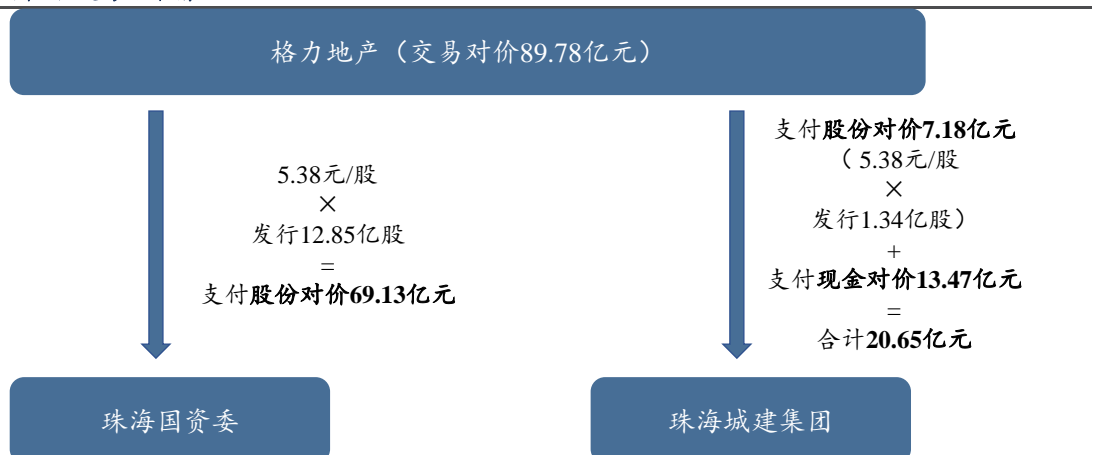 格力地产（交易对价89.78亿元）
5.38元/股
×
发行12.85亿股
=
支付股份对价69.13亿元
支付股份对价7.18亿元
（ 5.38元/股
×
发行1.34亿股）
+
支付现金对价13.47亿元
=
合计20.65亿元
珠海国资委
珠海城建集团